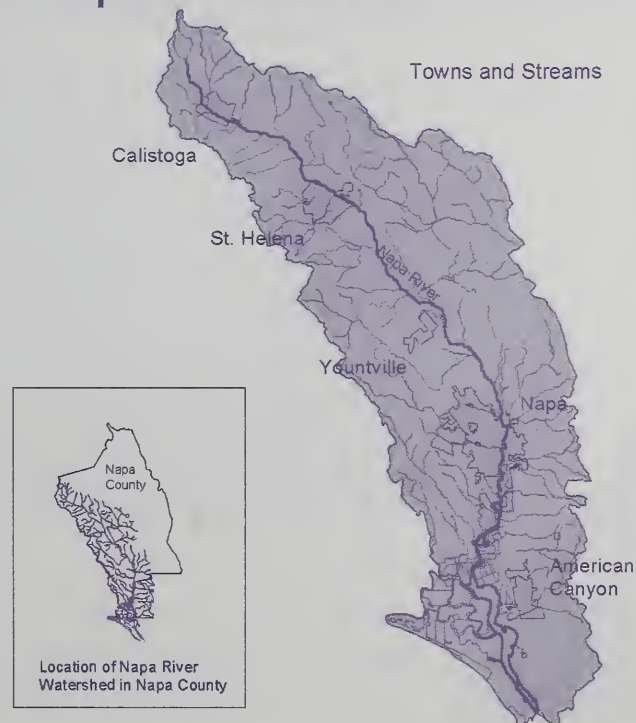 Towns and Streams
Calistoga
St. Helena
Napa River
Yountville
Napa
American
Canyon
Napa
County
Location of Napa River
Watershed in Napa County